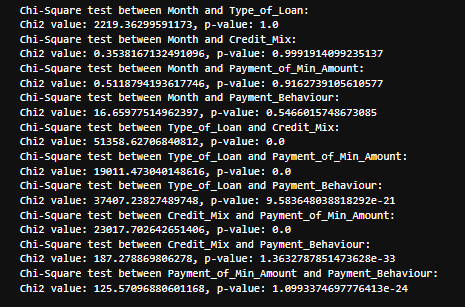 Chi-Square test between Month and Type_of_Loan:
Chi2 value: 2219.36299591173, p-value: 1.0
Chi-Square test between Month and Credit_Mix:
Chi2 value: 0.3538167132491096, p-value: 0.9991914099235137
Chi-Square test between Month and Payment_of_Min_Amount:
Chi2 value: 0.5118794193617746, p-value: 0.9162739105610577
Chi-Square test between Month and Payment_Behaviour:
Chi2 value: 16.65977514962397, p-value: 0.5466015748673085
Chi-Square test between Type_of_Loan and Credit_Mix:
Chi2 value: 51358.62706840812, p-value: 0.0
Chi-Square test between Type_of_Loan and Payment_of_Min_Amount:
Chi2 value: 19011.473040148616, p-value: 0.0
Chi-Square test between Type_of_Loan and Payment_Behaviour:
Chi2 value: 37407.23827489748, p-value: 9.583648038818292e-21
Chi-Square test between Credit_Mix and Payment_of_Min_Amount:
Chi2 value: 23017.702642651406, p-value: 0.0
Chi-Square test between Credit_Mix and Payment_Behaviour:
Chi2 value: 187.278869806278, p-value: 1.3632787851473628e-33
Chi-Square test between Payment_of_Min_Amount and Payment_Behaviour:
Chi2 value: 125.57096880601168, p-value: 1.0993374697776413e-24